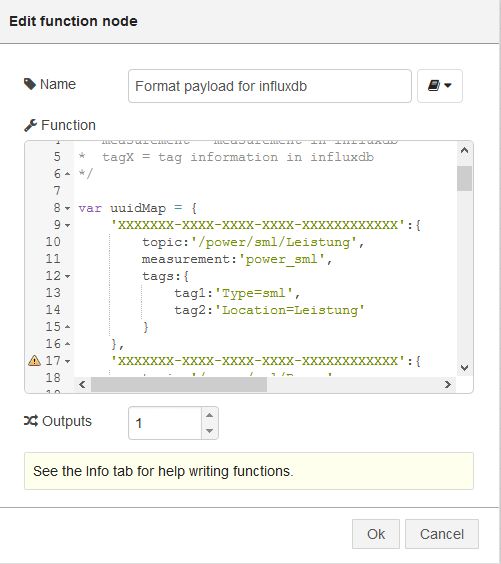 Edit function node
Name
Format payload for influxdb
Function
4 * measurement = measurement in influxdb
5 * tagX = tag information in influxdb
6 */
7
8 var uuidMap = {
9 'XXXXXXX-XXXX-XXXX-XXXX-XXXXXXXXXXXX':{
10 topic:'/power/sml/Leistung',
11 measurement:'power_sml',
12 tags:{
13 tag1:'Type=sml',
14 tag2:'Location=Leistung'
15 }
16 },
17 'XXXXXXX-XXXX-XXXX-XXXX-XXXXXXXXXXXX':{
18
Outputs
1
See the Info tab for help writing functions.
Ok
Cancel